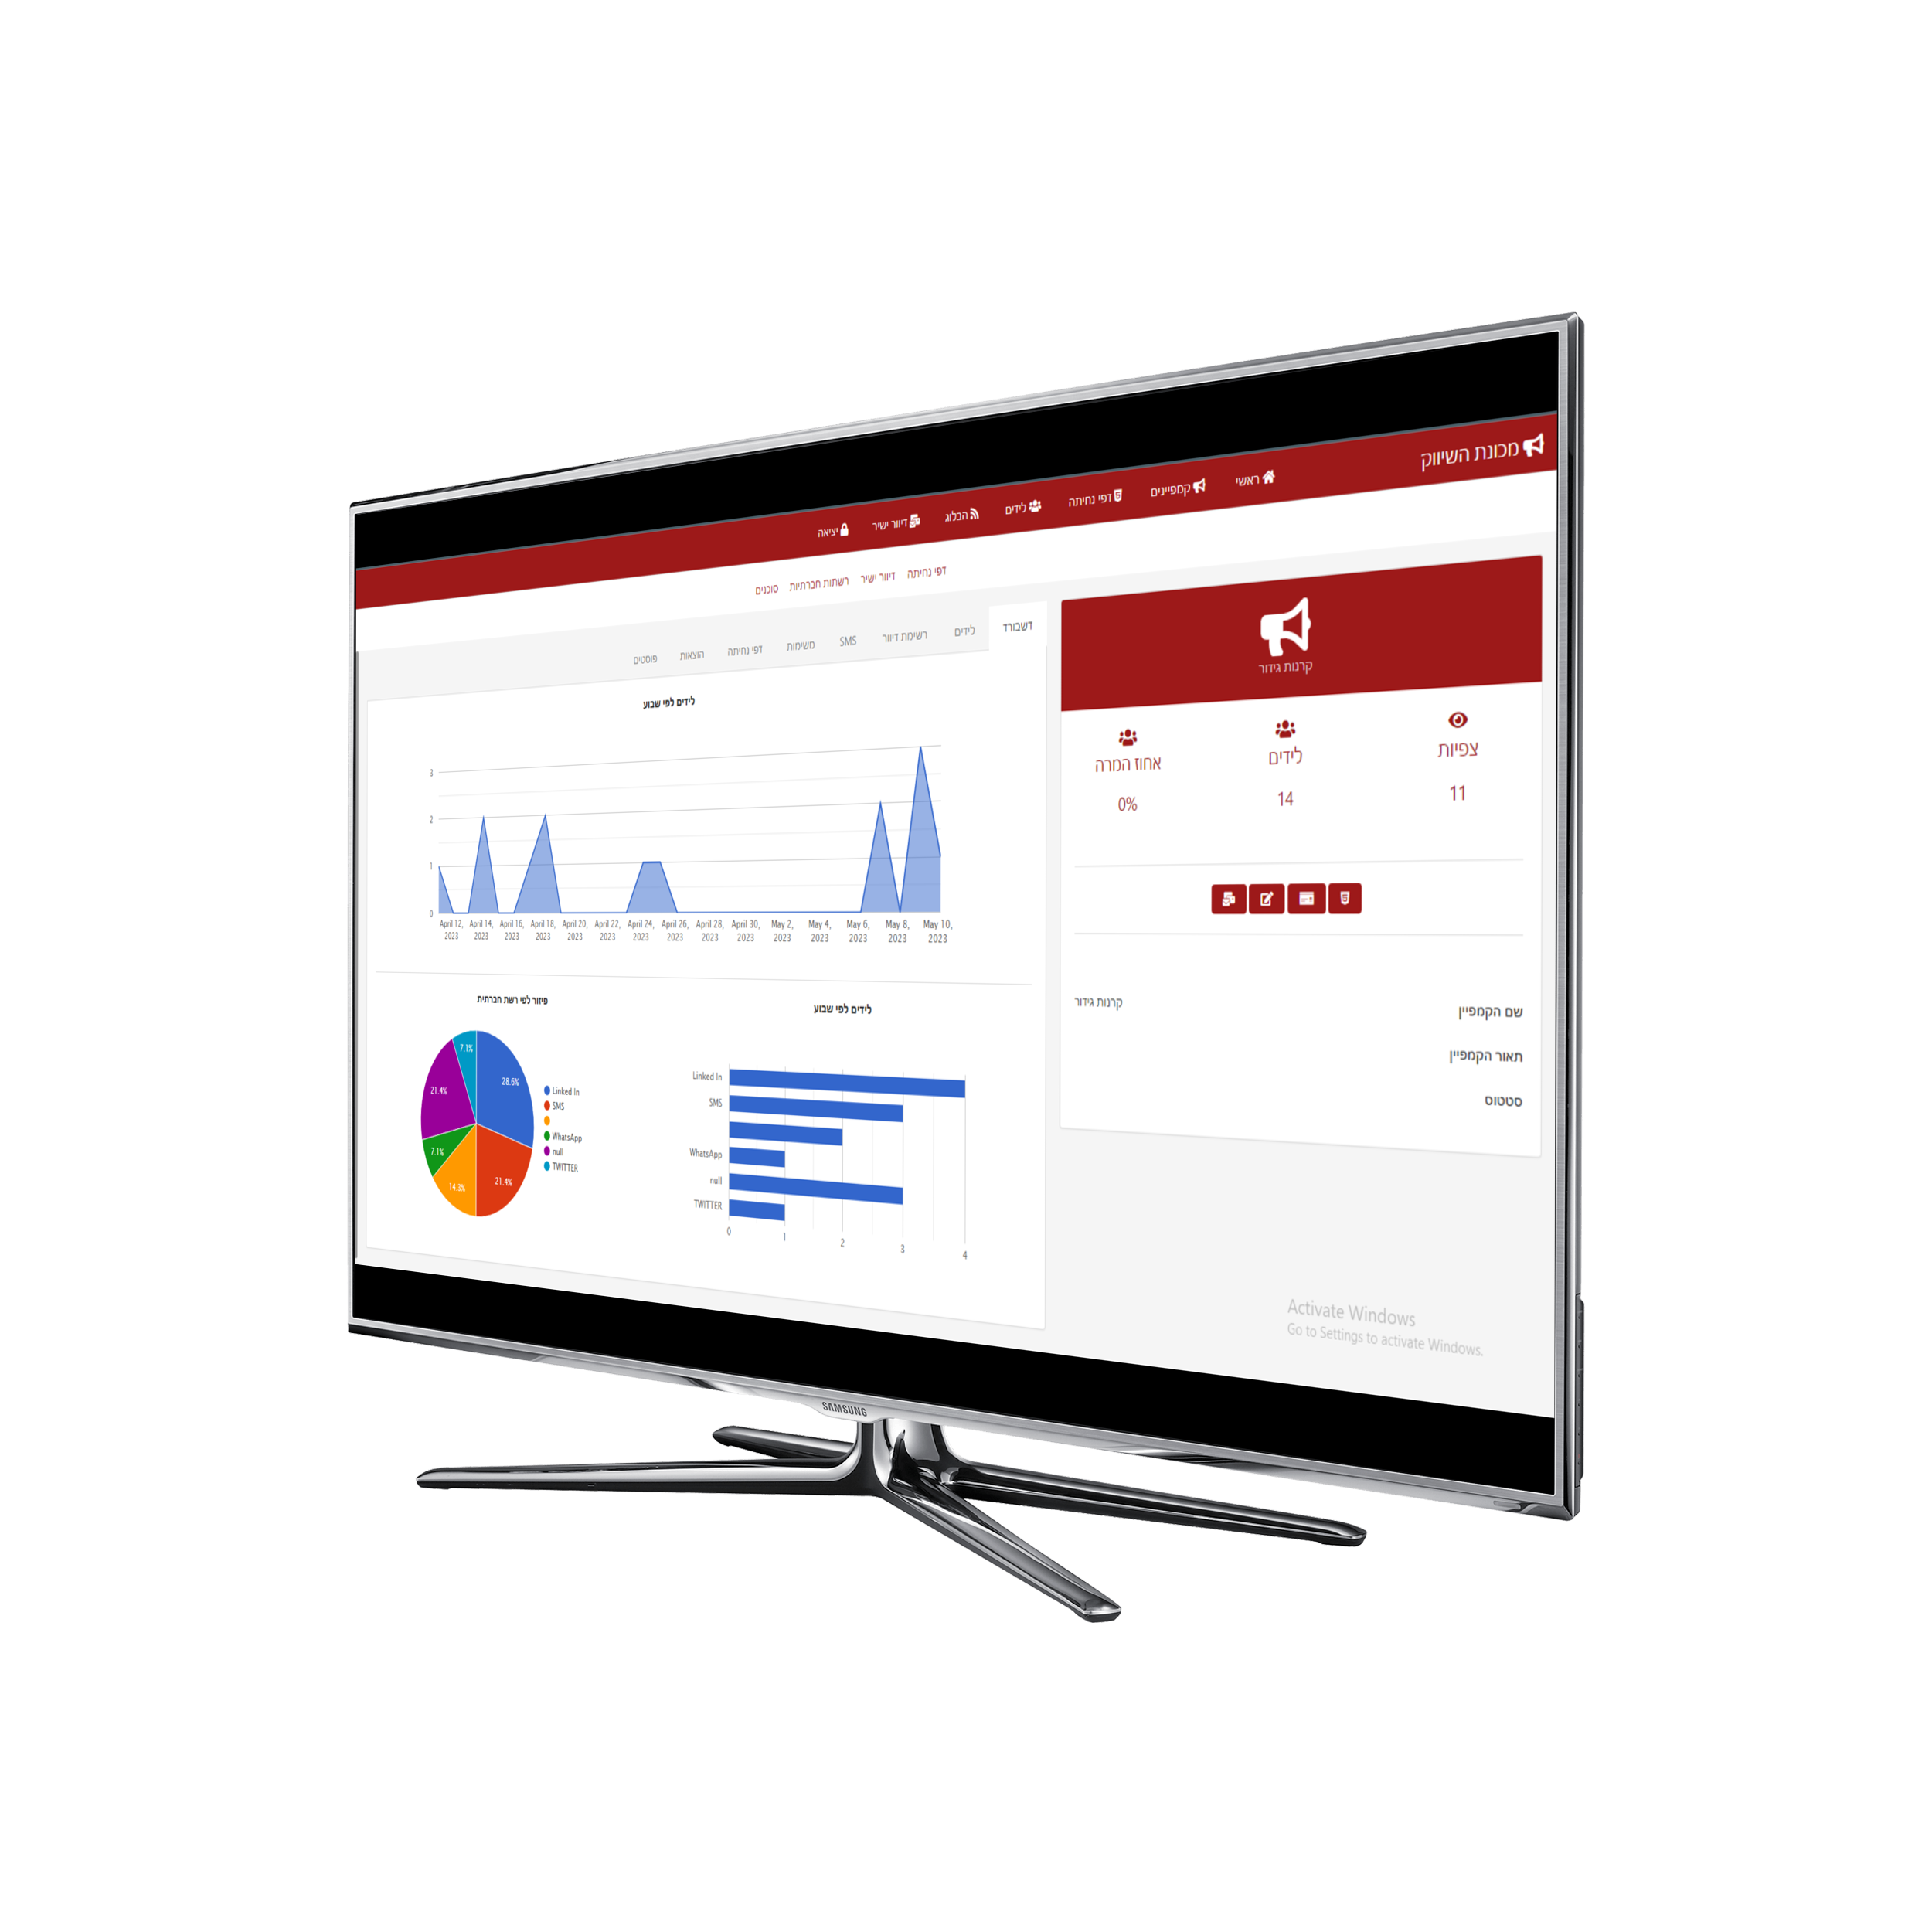 מכונת השיווק
ראשי
קמפיינים
דפי נחיתה
לידים
הבלוג
דיוור ישיר
יציאה
דפי נחיתה
דיוור ישיר
רשתות חברתיות
סוכנים
קרנות גידור
צפיות
11
לידים
14
אחוז המרה
0%
שם הקמפיין
קרנות גידור
תאור הקמפיין
סטטוס
דשבורד
לידים
רשימת דיוור
SMS
משימות
דפי נחיתה
הוצאות
פוסטים
לידים לפי שבוע
3
2
1
0
April 12, 2023
April 14, 2023
April 16, 2023
April 18, 2023
April 20, 2023
April 22, 2023
April 24, 2023
April 26, 2023
April 28, 2023
April 30, 2023
May 2, 2023
May 4, 2023
May 6, 2023
May 8, 2023
May 10, 2023
לידים לפי שבוע
Linked In
SMS
WhatsApp
null
TWITTER
0
1
2
3
4
פיזור לפי רשת חברתית
28.6%
21.4%
14.3%
7.1%
21.4%
7.1%
Linked In
SMS
WhatsApp
null
TWITTER
Activate Windows
Go to Settings to activate Windows.
SAMSUNG